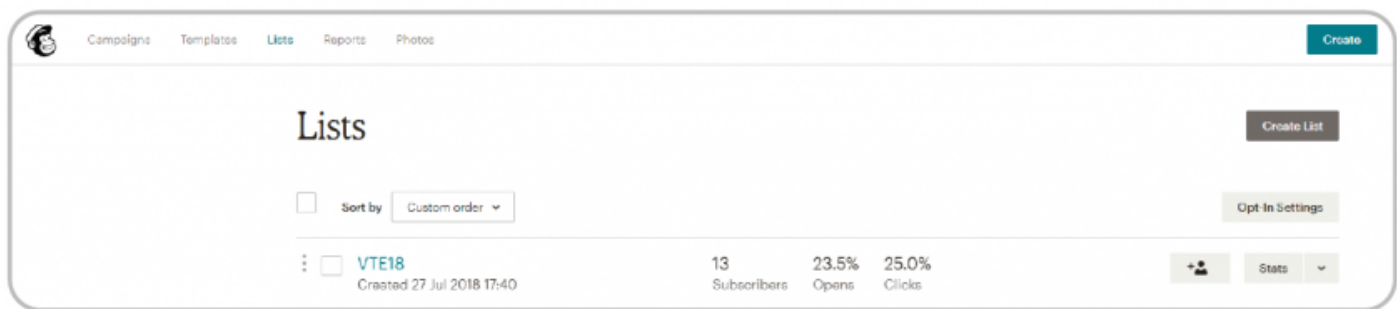 Campaigns Templates Lists Reports Photos Create
Lists
Create List
Sort by Custom order
Opt-In Settings
VTE18 13 23.5% 25.0% Stats
Created 27 Jul 2018 17:40 Subscribers Opens Clicks